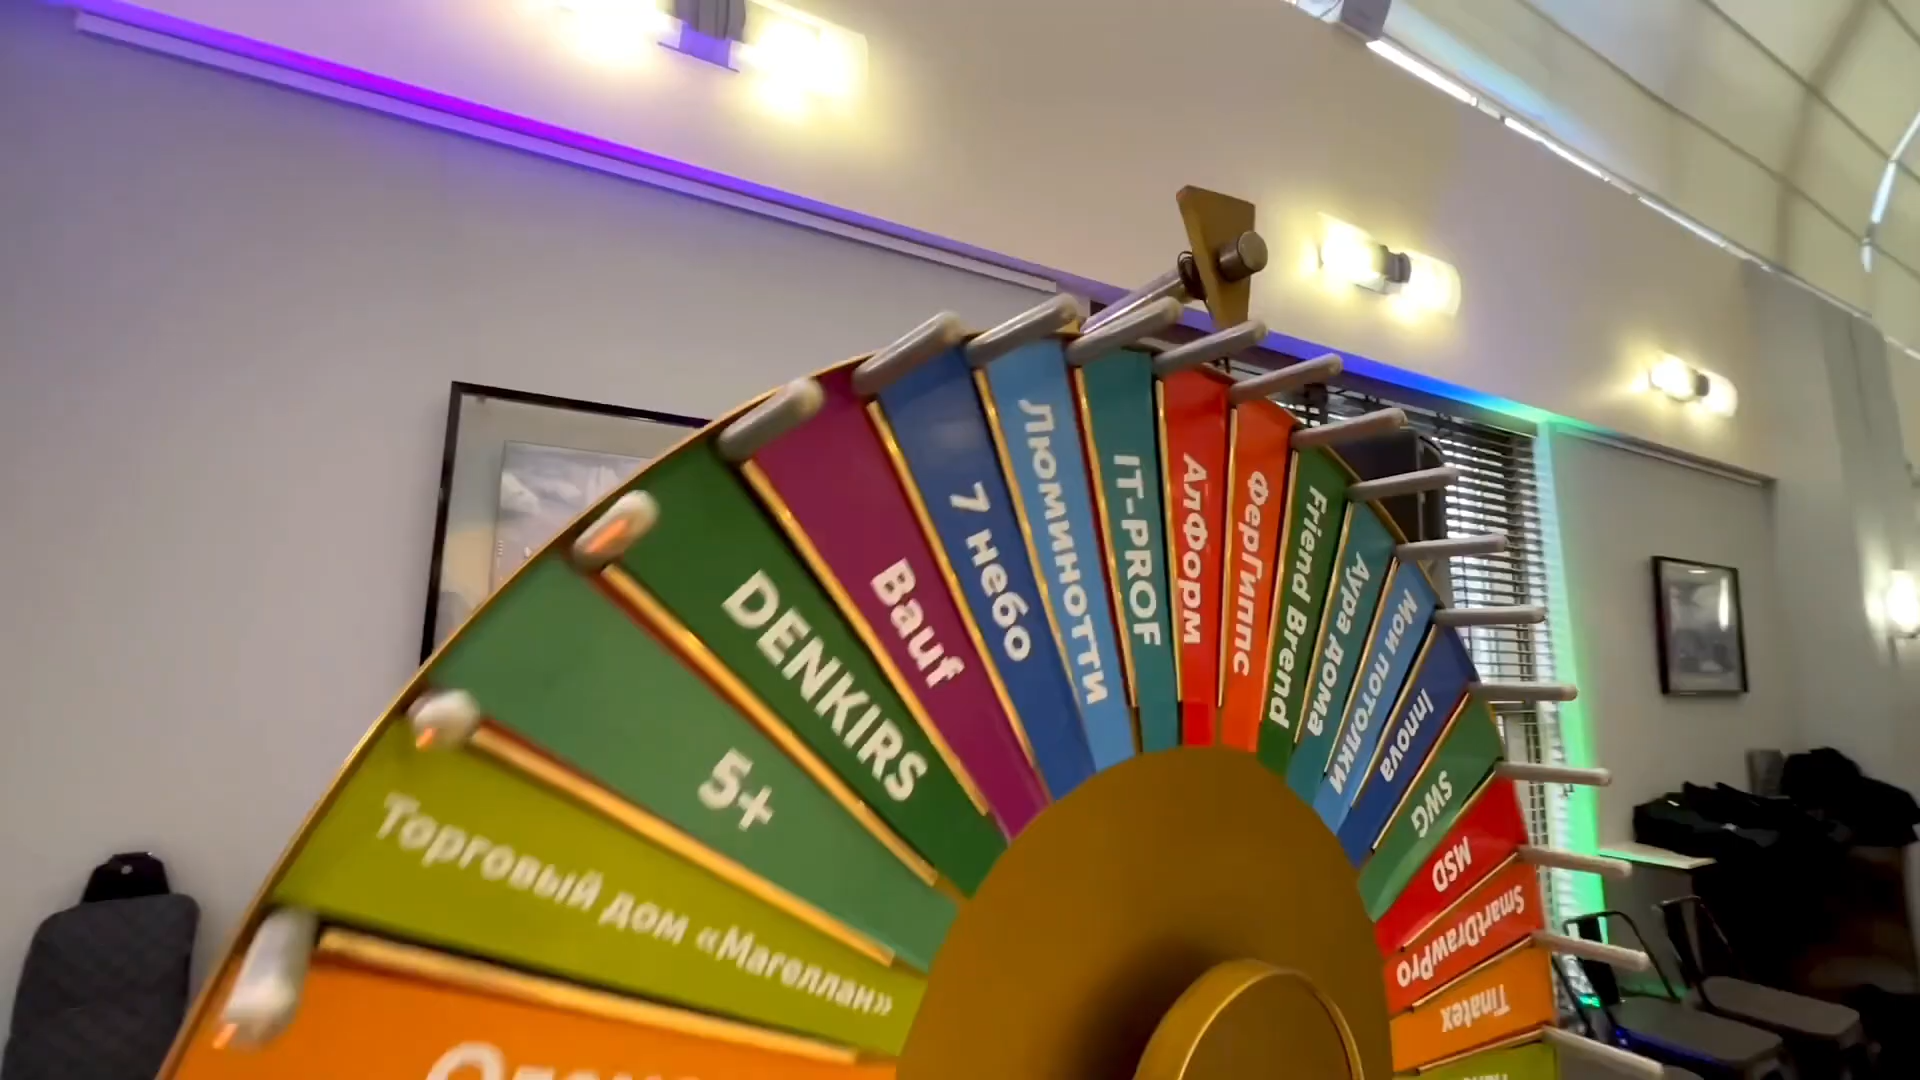 Торговый дом «Магеллан»
5+
DENKIRS
Bauf
7 небо
Люминотти
IT-PROF
АлФорм
ФерГиппс
Friend Brend
Аура дома
Мои потолки
Innova
SWG
MSD
SmartDrawPro
Tinatex